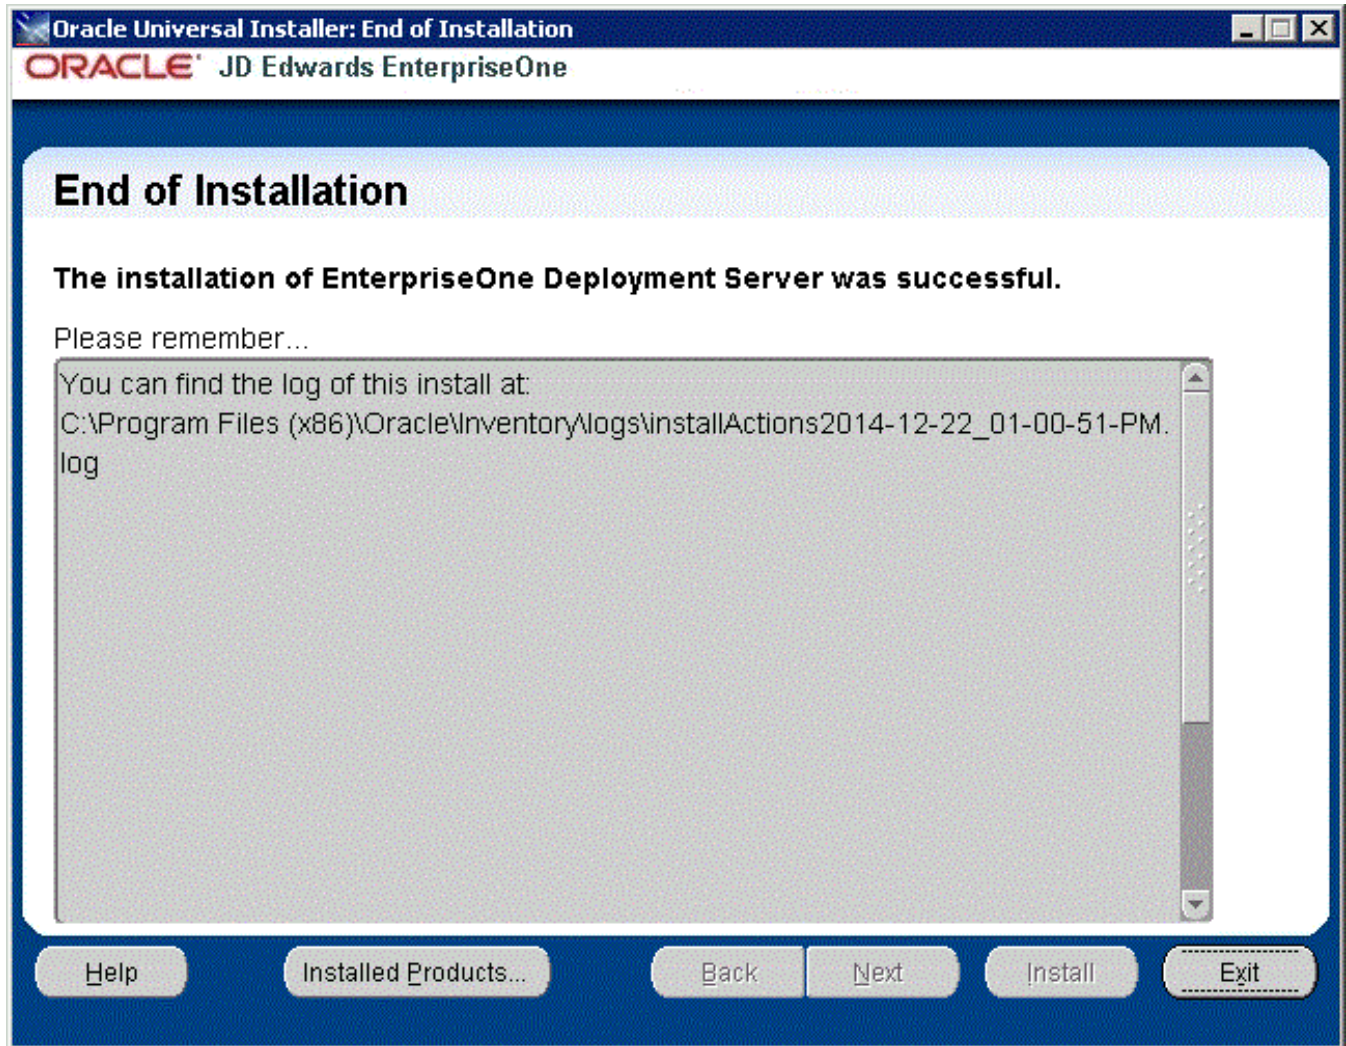 Oracle Universal Installer: End of Installation
ORACLE JD Edwards EnterpriseOne
End of Installation
The installation of EnterpriseOne Deployment Server was successful.
Please remember...
You can find the log of this install at:
C:\Program Files (x86)\Oracle\Inventory\logs\installActions2014-12-22_01-00-51-PM.
log
Help Installed Products... Back Next Install Exit